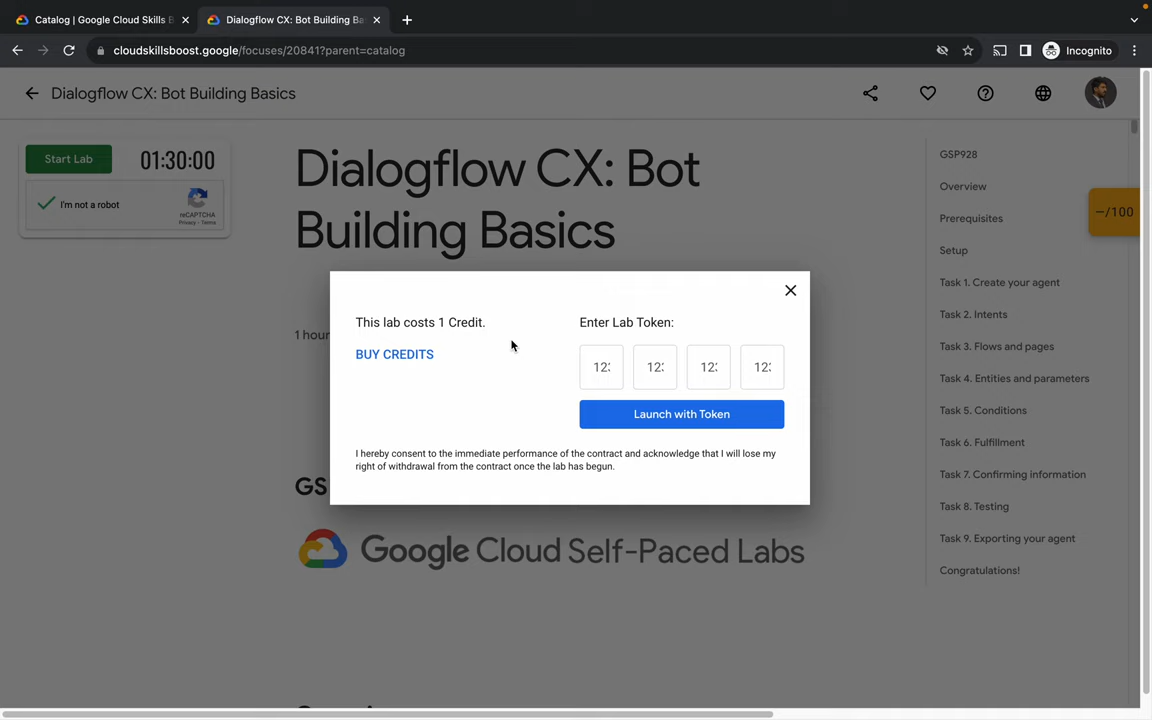 Catalog | Google Cloud Skills B
Dialogflow CX: Bot Building Ba
cloudskillsboost.google/focuses/20841?parent=catalog
Incognito
Dialogflow CX: Bot Building Basics
Start Lab
01:30:00
I'm not a robot
reCAPTCHA
Privacy - Terms
Dialogflow CX: Bot
Building Basics
1 hour
GS
Google Cloud Self-Paced Labs
This lab costs 1 Credit.
BUY CREDITS
Enter Lab Token:
12:
12:
12:
12:
Launch with Token
I hereby consent to the immediate performance of the contract and acknowledge that I will lose my
right of withdrawal from the contract once the lab has begun.
GSP928
Overview
Prerequisites
Setup
Task 1. Create your agent
Task 2. Intents
Task 3. Flows and pages
Task 4. Entities and parameters
Task 5. Conditions
Task 6. Fulfillment
Task 7. Confirming information
Task 8. Testing
Task 9. Exporting your agent
Congratulations!
–/100